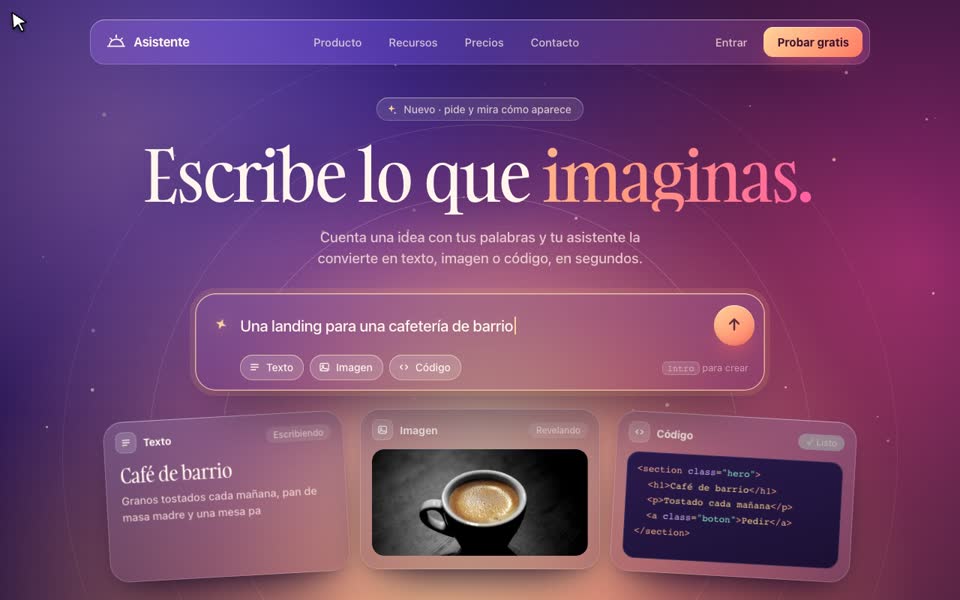 Asistente
Producto
Recursos
Precios
Contacto
Entrar
Probar gratis
Nuevo · pide y mira cómo aparece
Escribe lo que imaginas.
Cuenta una idea con tus palabras y tu asistente la
convierte en texto, imagen o código, en segundos.
Una landing para una cafetería de barrio
Texto
Imagen
Código
Intro para crear
Texto
Escribiendo
Café de barrio
Granos tostados cada mañana, pan de
masa madre y una mesa pa
Imagen
Revelando
Código
✓ Listo
<section class="hero">
<h1>Café de barrio</h1>
<p>Tostado cada mañana</p>
<a class="boton">Pedir</a>
</section>